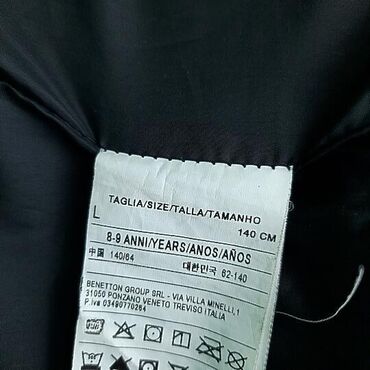 TAGLIA/SIZE/TALLA/TAMANHO
L 140 CM
8-9 ANNI/YEARS/ANOS/AÑOS
中国 140/64
대한민국 62-140
BENETTON GROUP SRL - VIA VILLA MINELLI,1
31050 PONZANO VENETO TREVISO ITALIA
P iva 03490770264